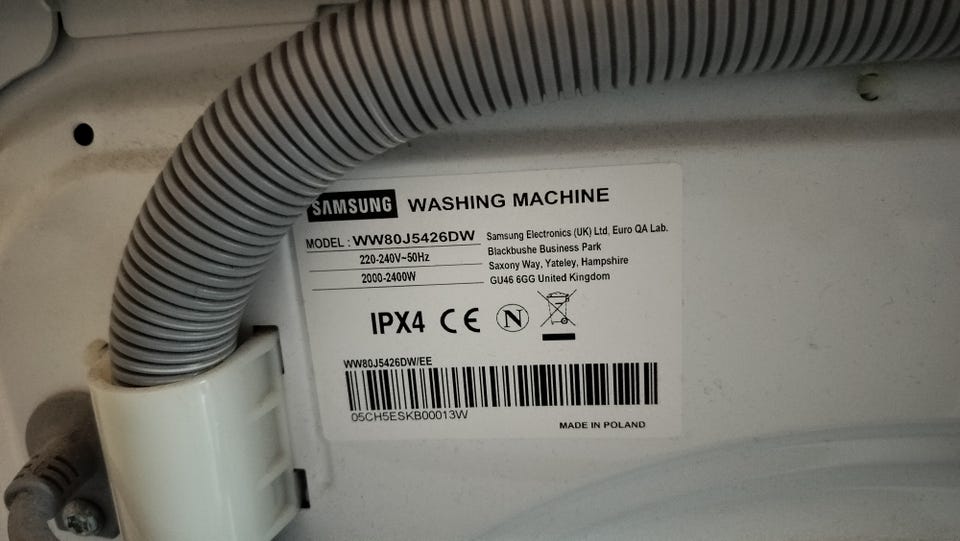 SAMSUNG WASHING MACHINE
MODEL : WW80J5426DW
220-240V~50Hz
2000-2400W
Samsung Electronics (UK) Ltd, Euro QA Lab.
Blackbushe Business Park
Saxony Way, Yateley, Hampshire
GU46 6GG United Kingdom
IPX4 CE N
WW80J5426DW/EE
05CH5ESKB00013W
MADE IN POLAND